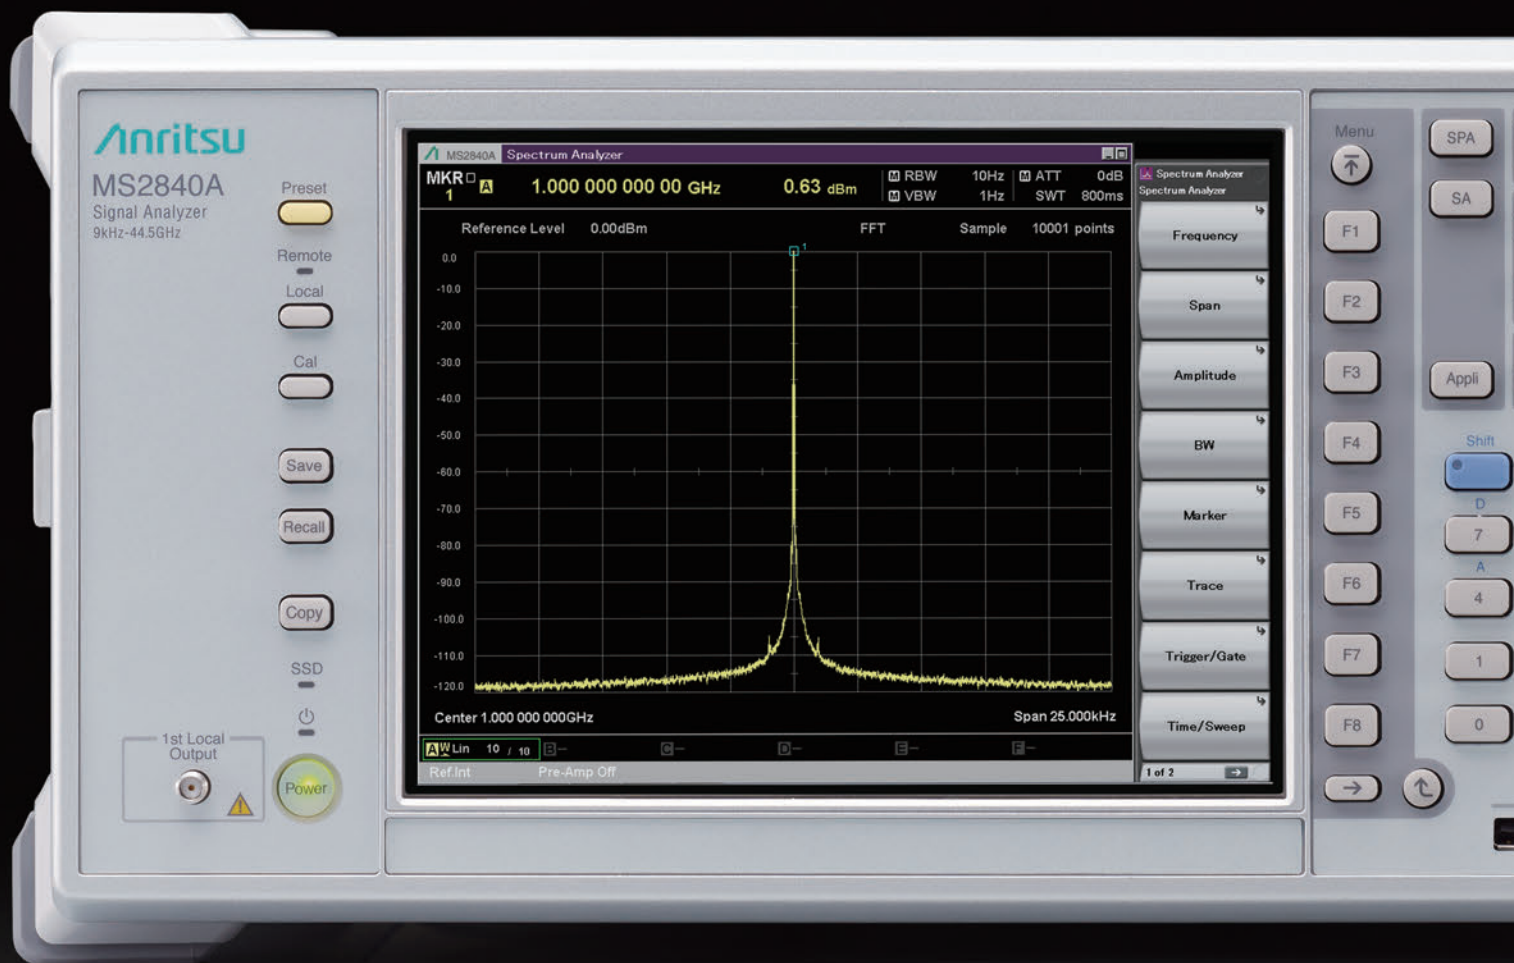 Anritsu
MS2840A
Signal Analyzer
9kHz-44.5GHz
Preset
Remote
Local
Cal
Save
Recall
Copy
SSD
1st Local
Output
Power
MS2840A Spectrum Analyzer
MKR
1
A
1.000 000 000 00 GHz
0.63 dBm
M RBW 10Hz
M VBW 1Hz
M ATT 0dB
SWT 800ms
Reference Level 0.00dBm FFT Sample 10001 points
1
0.0
-10.0
-20.0
-30.0
-40.0
-50.0
-60.0
-70.0
-80.0
-90.0
-100.0
-110.0
-120.0
Center 1.000 000 000GHz Span 25.000kHz
A W Lin 10 / 10 B- C- D- E- F-
Ref.Int Pre-Amp Off
Spectrum Analyzer
Spectrum Analyzer
Frequency
Span
Amplitude
BW
Marker
Trace
Trigger/Gate
Time/Sweep
1 of 2
Menu
F1
F2
F3
F4
F5
F6
F7
F8
SPA
SA
Appli
Shift
D
7
A
4
1
0